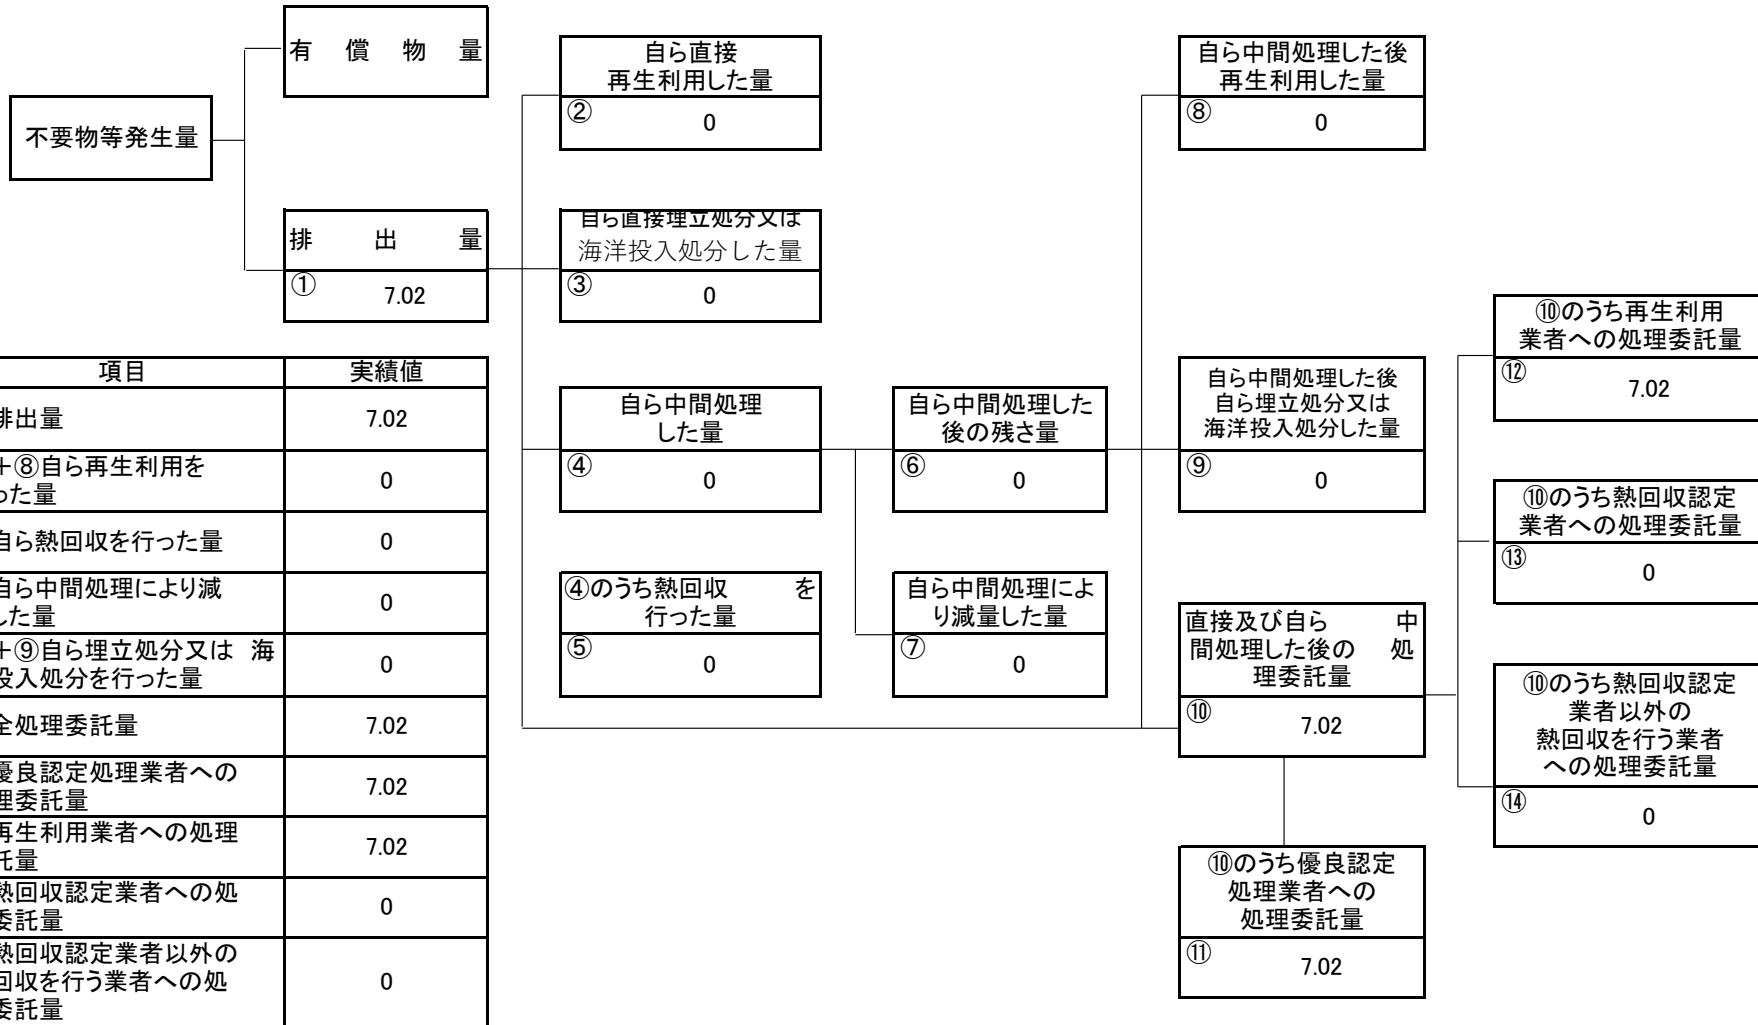 有償物量
不要物等発生量
排出量
①
7.02
自ら直接
再生利用した量
②
0
自ら直接埋立処分又は
海洋投入処分した量
③
0
自ら中間処理
した量
④
0
④のうち熱回収 を
行った量
⑤
0
自ら中間処理した
後の残さ量
⑥
0
自ら中間処理によ
り減量した量
⑦
0
自ら中間処理した後
再生利用した量
⑧
0
自ら中間処理した後
自ら埋立処分又は
海洋投入処分した量
⑨
0
直接及び自ら 中
間処理した後の 処
理委託量
⑩
7.02
⑩のうち優良認定
処理業者への
処理委託量
⑪
7.02
⑩のうち再生利用
業者への処理委託量
⑫
7.02
⑩のうち熱回収認定
業者への処理委託量
⑬
0
⑩のうち熱回収認定
業者以外の
熱回収を行う業者
への処理委託量
⑭
0
項目 実績値
排出量 7.02
+⑧自ら再生利用を
った量
0
自ら熱回収を行った量 0
自ら中間処理により減
した量
0
+⑨自ら埋立処分又は 海
投入処分を行った量
0
全処理委託量 7.02
優良認定処理業者への
理委託量
7.02
再生利用業者への処理
託量
7.02
熱回収認定業者への処
委託量
0
熱回収認定業者以外の
回収を行う業者への処
委託量
0